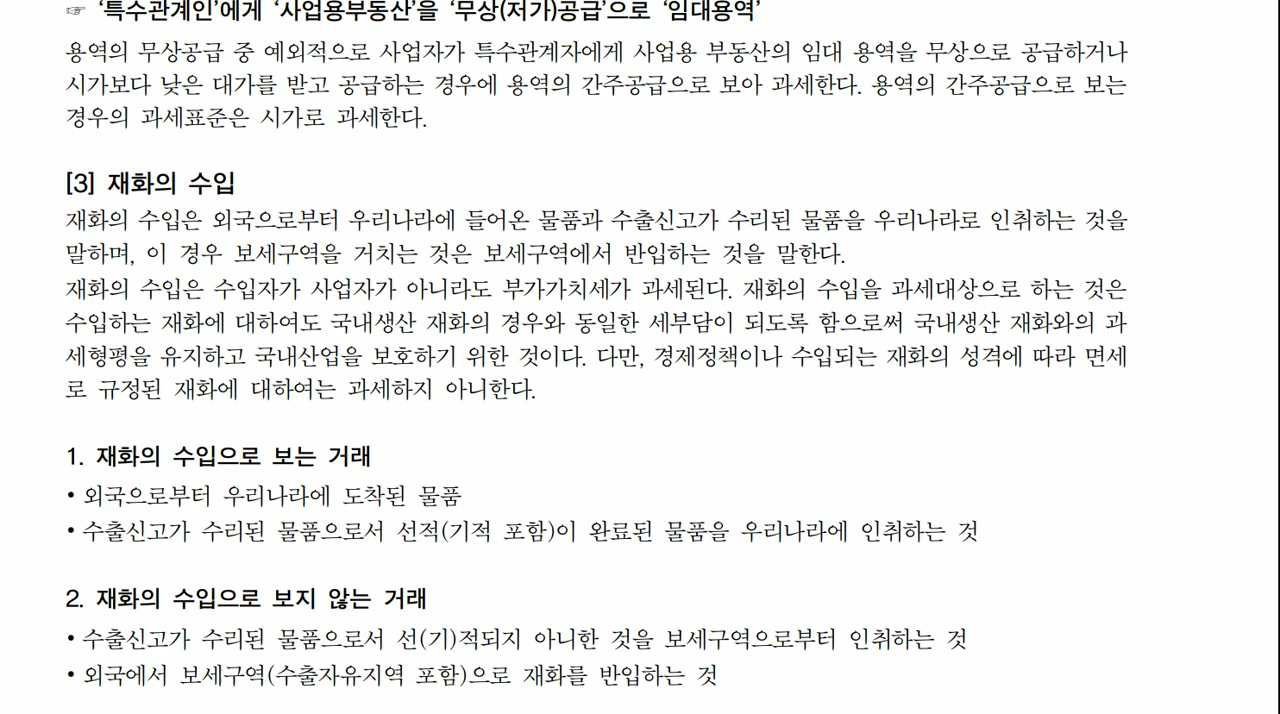 ☞ ‘특수관계인’에게 ‘사업용부동산’을 ‘무상(저가)공급’으로 ‘임대용역’
용역의 무상공급 중 예외적으로 사업자가 특수관계자에게 사업용 부동산의 임대 용역을 무상으로 공급하거나
시가보다 낮은 대가를 받고 공급하는 경우에 용역의 간주공급으로 보아 과세한다. 용역의 간주공급으로 보는
경우의 과세표준은 시가로 과세한다.
[3] 재화의 수입
재화의 수입은 외국으로부터 우리나라에 들어온 물품과 수출신고가 수리된 물품을 우리나라로 인취하는 것을
말하며, 이 경우 보세구역을 거치는 것은 보세구역에서 반입하는 것을 말한다.
재화의 수입은 수입자가 사업자가 아니라도 부가가치세가 과세된다. 재화의 수입을 과세대상으로 하는 것은
수입하는 재화에 대하여도 국내생산 재화의 경우와 동일한 세부담이 되도록 함으로써 국내생산 재화와의 과
세형평을 유지하고 국내산업을 보호하기 위한 것이다. 다만, 경제정책이나 수입되는 재화의 성격에 따라 면세
로 규정된 재화에 대하여는 과세하지 아니한다.
1. 재화의 수입으로 보는 거래
• 외국으로부터 우리나라에 도착된 물품
• 수출신고가 수리된 물품으로서 선적(기적 포함)이 완료된 물품을 우리나라에 인취하는 것
2. 재화의 수입으로 보지 않는 거래
• 수출신고가 수리된 물품으로서 선(기)적되지 아니한 것을 보세구역으로부터 인취하는 것
• 외국에서 보세구역(수출자유지역 포함)으로 재화를 반입하는 것